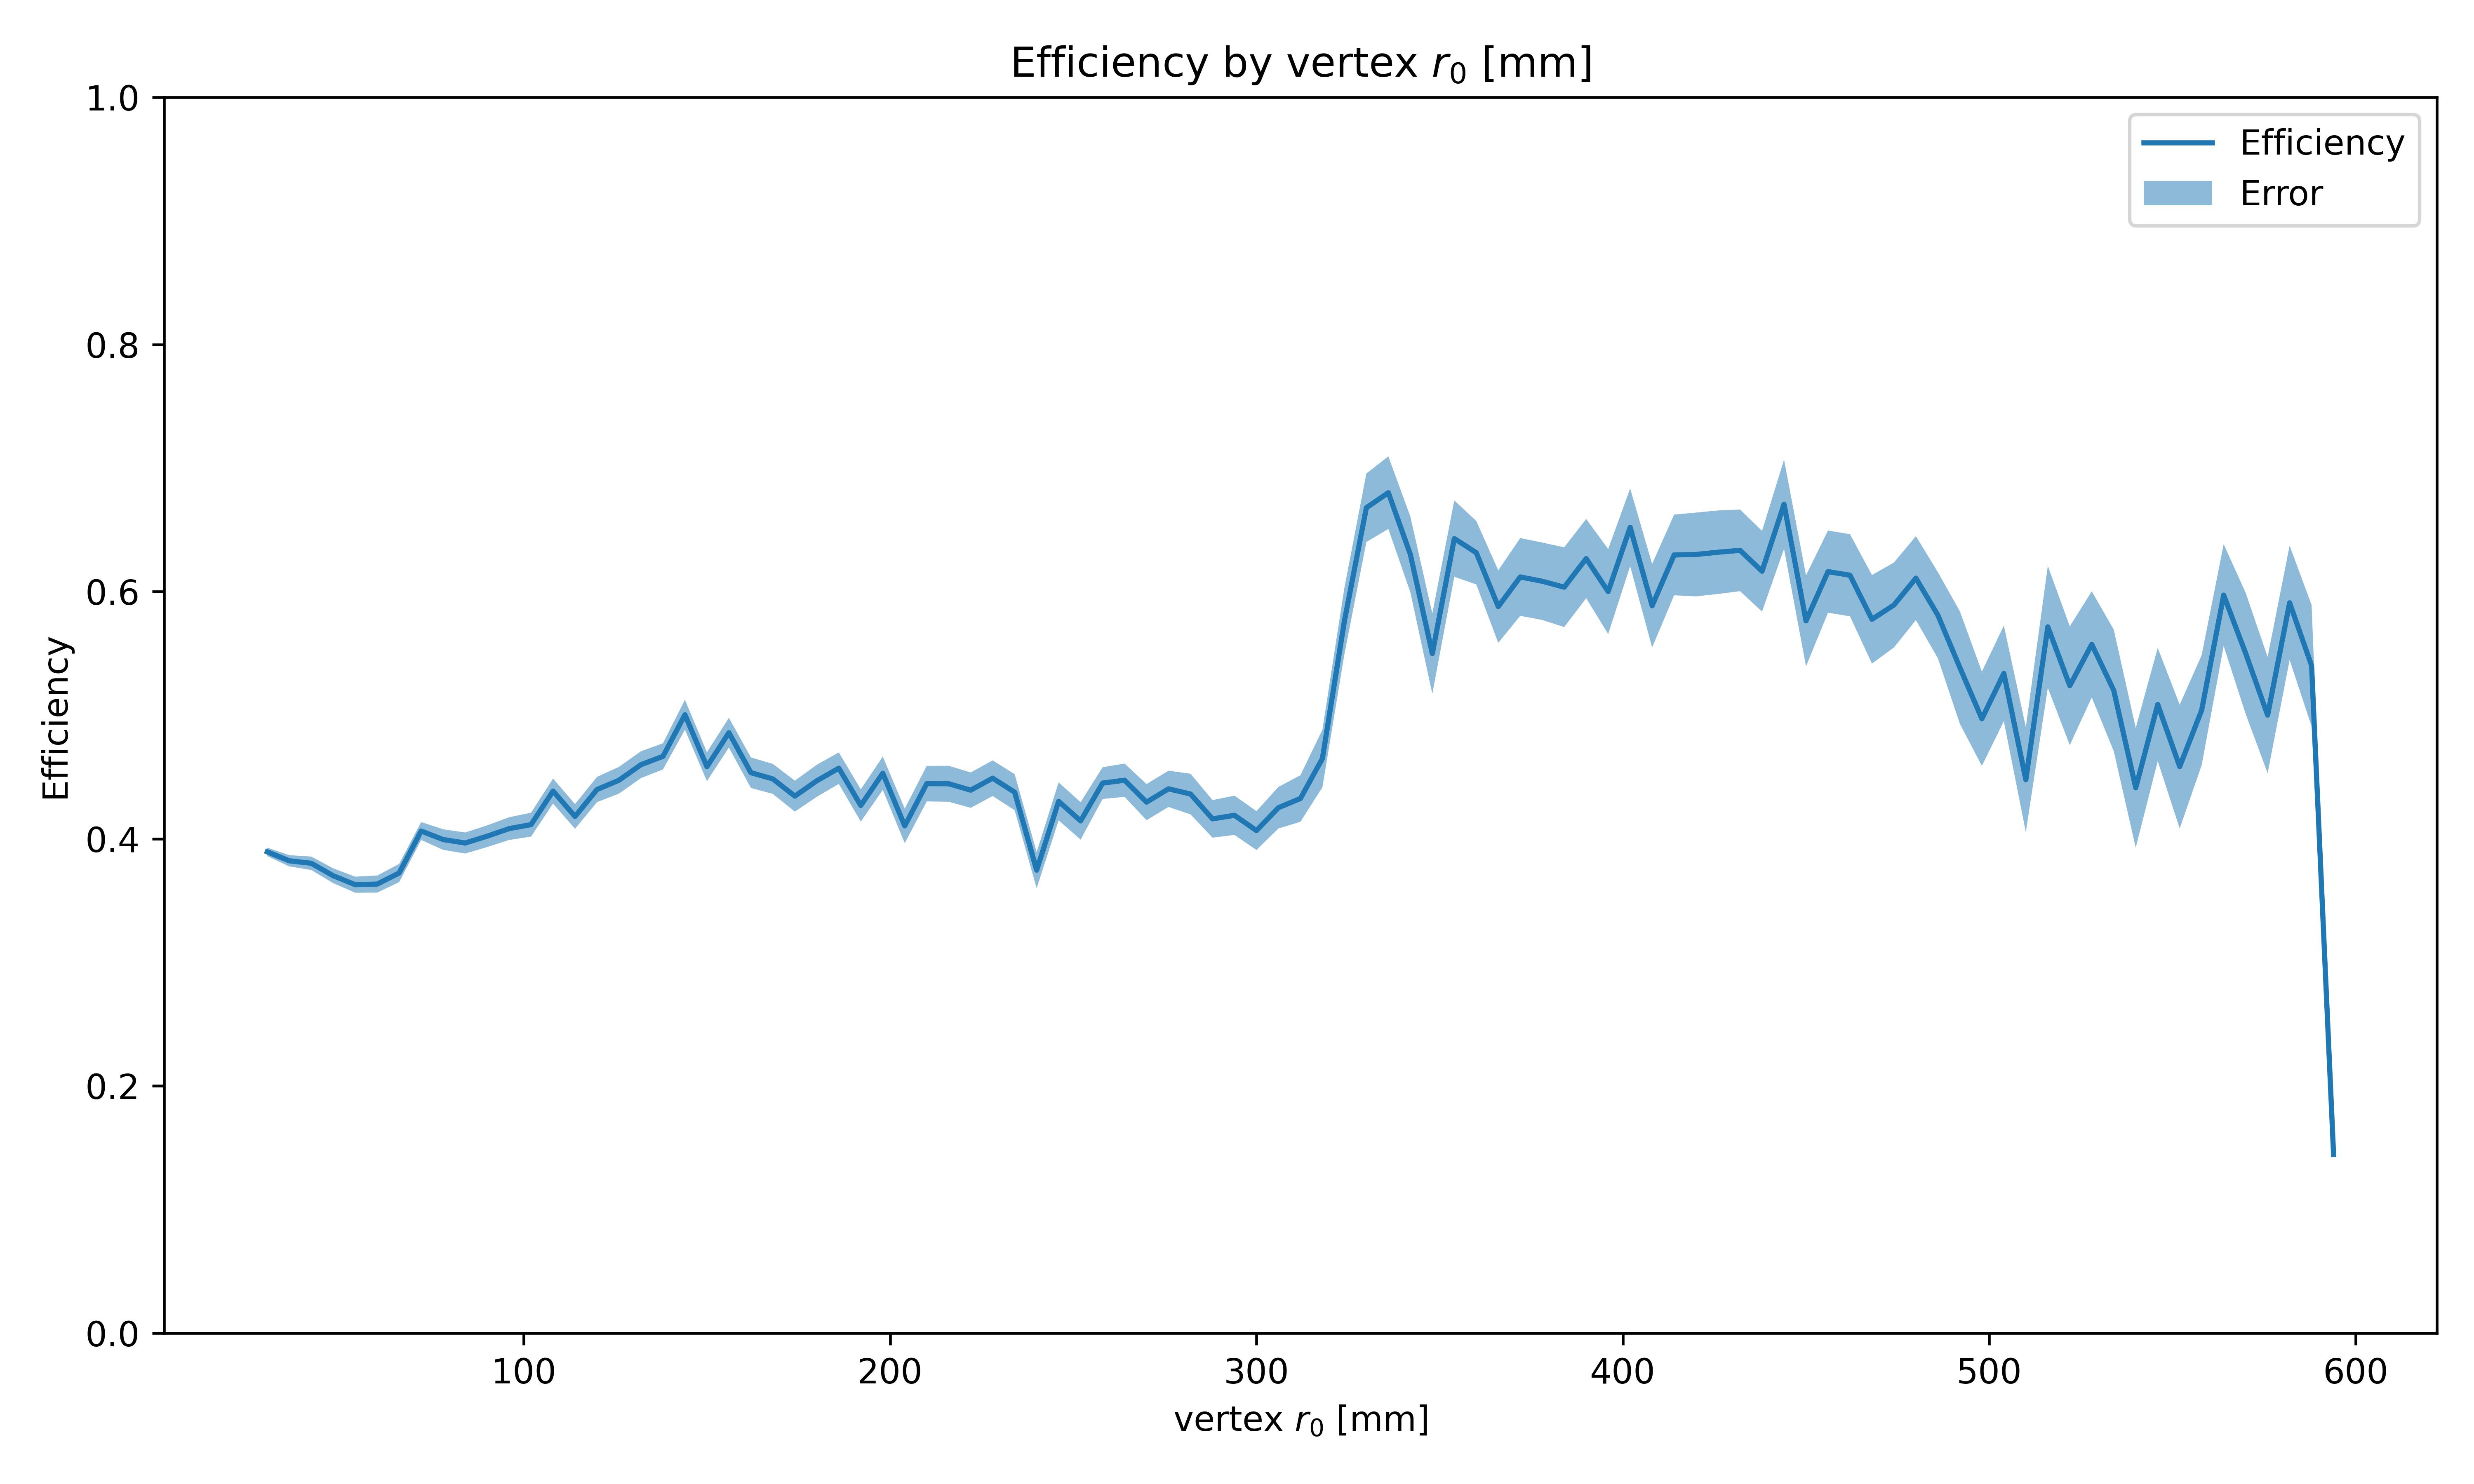 Efficiency by vertex r₀ [mm]
1.0
0.8
0.6
0.4
0.2
0.0
Efficiency
Efficiency
Error
100 200 300 400 500 600
vertex r₀ [mm]